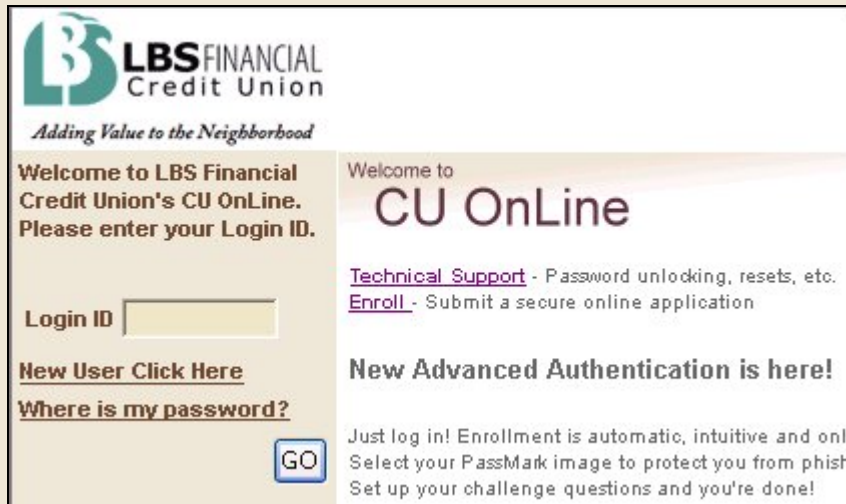 LBS LBS FINANCIAL
Credit Union
Adding Value to the Neighborhood
Welcome to LBS Financial
Credit Union's CU OnLine.
Please enter your Login ID.
Login ID
New User Click Here
Where is my password?
GO
Welcome to
CU OnLine
Technical Support - Password unlocking, resets, etc.
Enroll - Submit a secure online application
New Advanced Authentication is here!
Just log in! Enrollment is automatic, intuitive and
Select your PassMark image to protect you from
Set up your challenge questions and you're done!